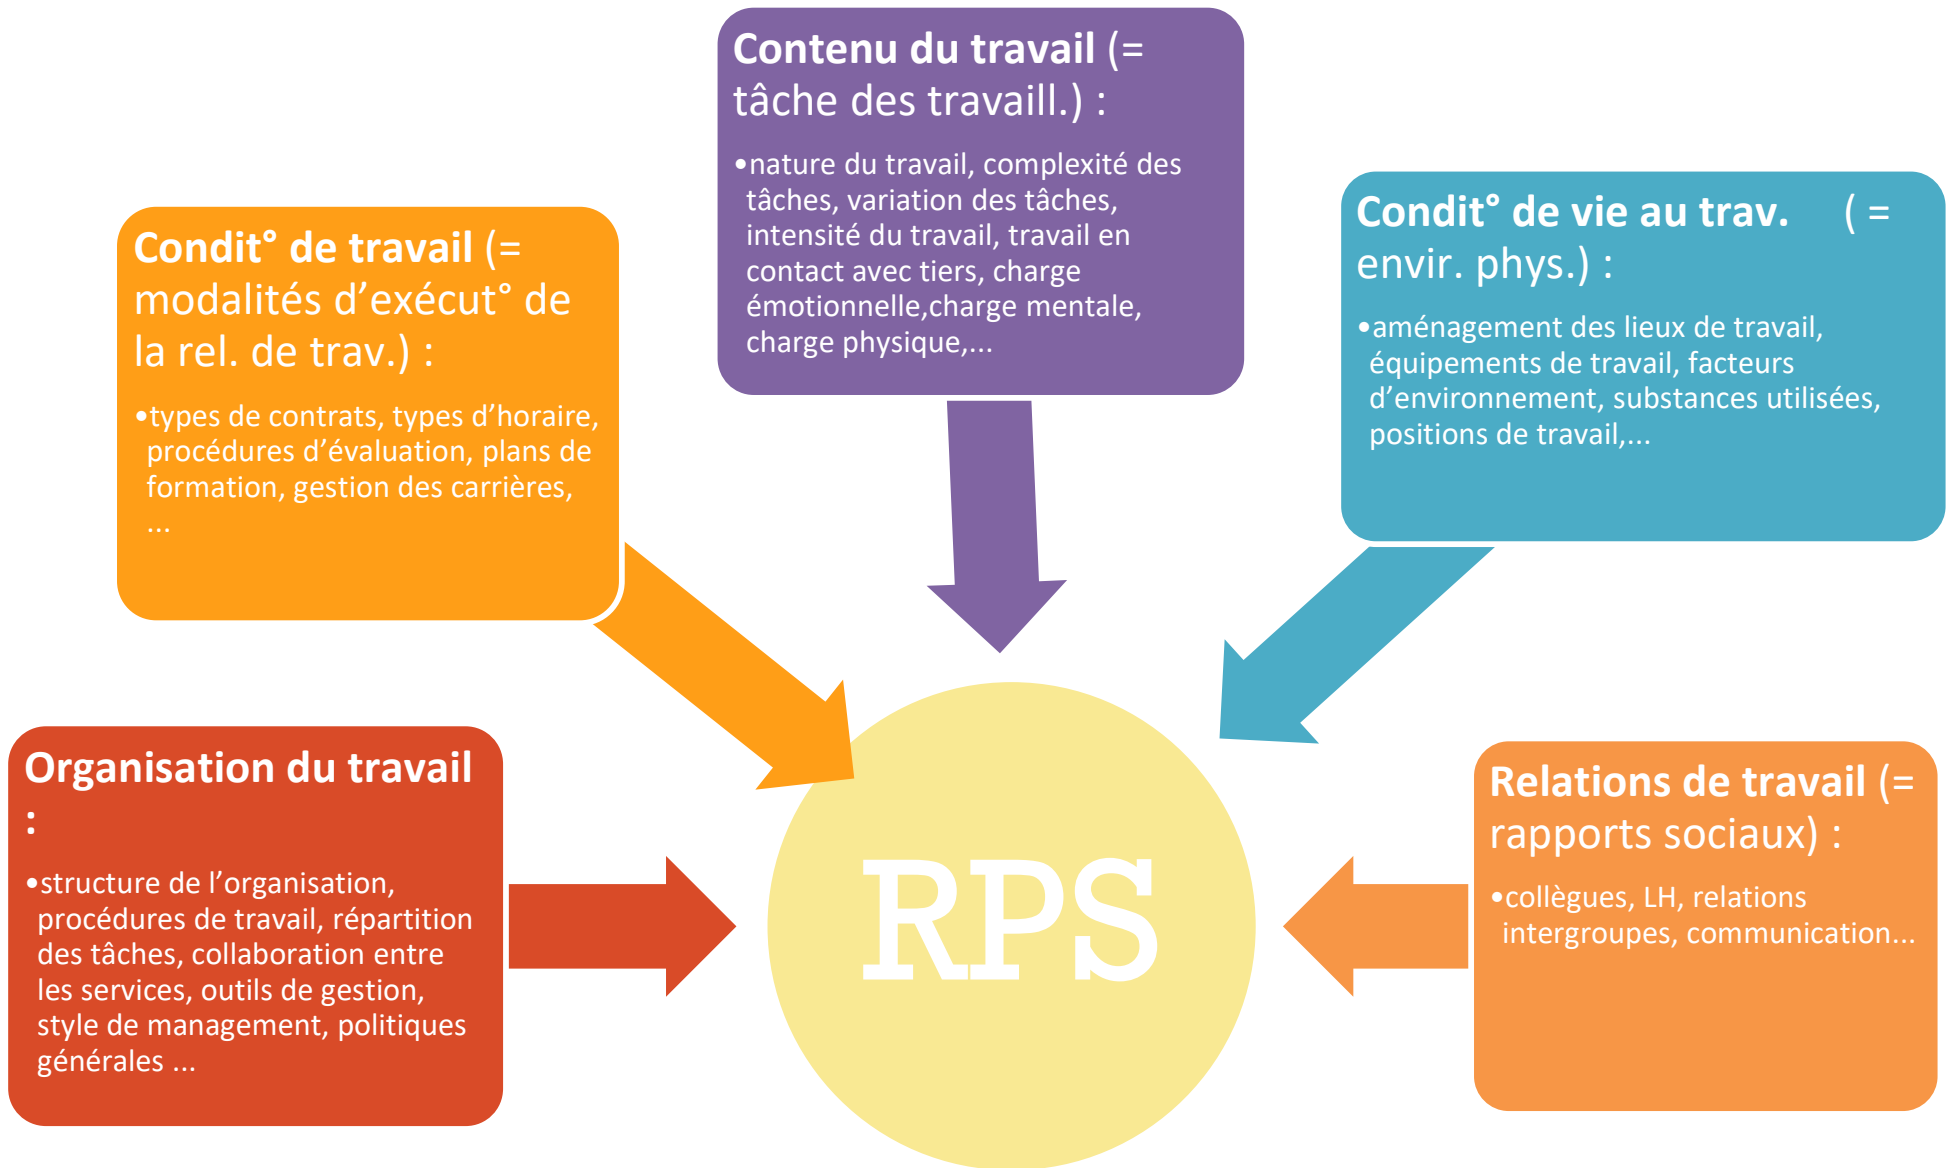 Contenu du travail (=
tâche des travaill.) :
•nature du travail, complexité des
tâches, variation des tâches,
intensité du travail, travail en
contact avec tiers, charge
émotionnelle,charge mentale,
charge physique,...
Condit° de travail (=
modalités d’exécut° de
la rel. de trav.) :
•types de contrats, types d’horaire,
procédures d’évaluation, plans de
formation, gestion des carrières,
...
Condit° de vie au trav. ( =
envir. phys.) :
•aménagement des lieux de travail,
équipements de travail, facteurs
d’environnement, substances utilisées,
positions de travail,...
Organisation du travail
:
•structure de l’organisation,
procédures de travail, répartition
des tâches, collaboration entre
les services, outils de gestion,
style de management, politiques
générales ...
RPS
Relations de travail (=
rapports sociaux) :
•collègues, LH, relations
intergroupes, communication...